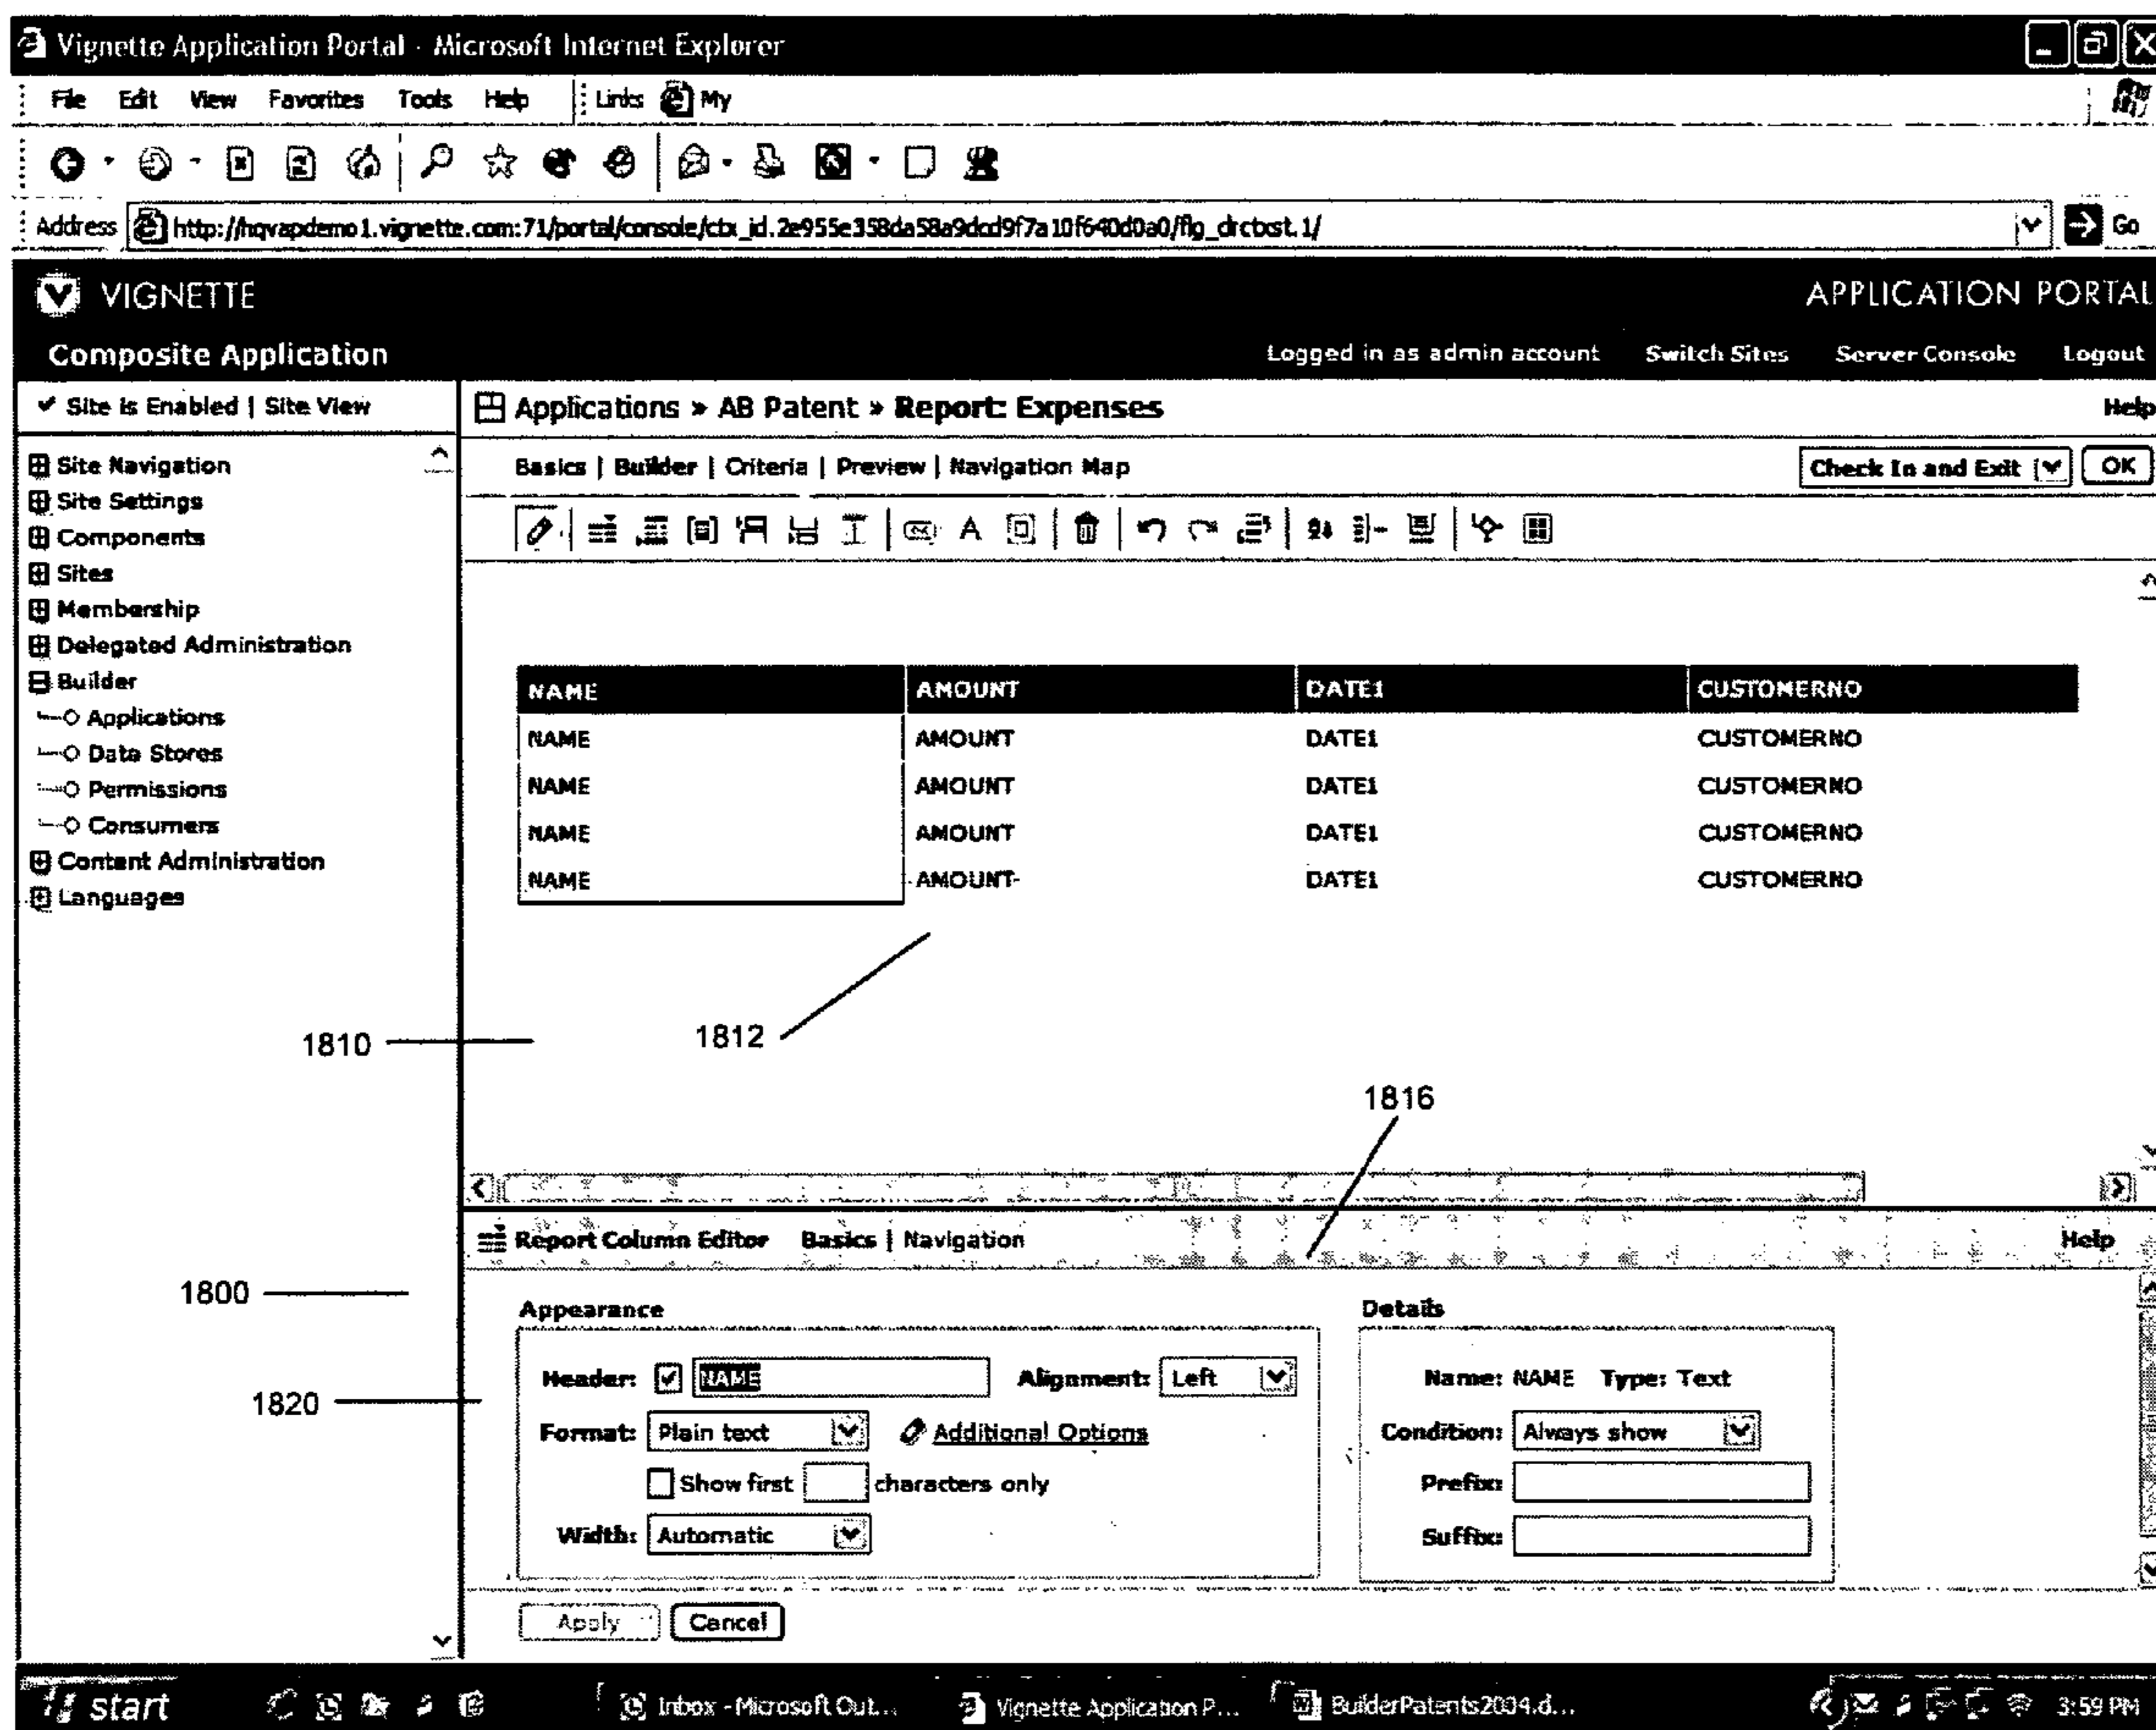 Vignette Application Portal - Microsoft Internet Explorer
File Edit View Favorites Tools Help Links My
Address http://hqvapdemo1.vignette.com:71/portal/console/ctx_id.2e955e358da58a9dcd9f7a10f640d0a0/flg_drctxst.1/ Go
VIGNETTE APPLICATION PORTAL
Composite Application Logged in as admin account Switch Sites Server Console Logout
Site is Enabled | Site View
Applications » AB Patent » Report: Expenses Help
Basics | Builder | Criteria | Preview | Navigation Map Check In and Exit OK
Site Navigation
Site Settings
Components
Sites
Membership
Delegated Administration
Builder
Applications
Data Stores
Permissions
Consumers
Content Administration
Languages
NAME AMOUNT DATE1 CUSTOMERNO
NAME AMOUNT DATE1 CUSTOMERNO
NAME AMOUNT DATE1 CUSTOMERNO
NAME AMOUNT DATE1 CUSTOMERNO
NAME AMOUNT DATE1 CUSTOMERNO
1810 1812
1816
Report Column Editor Basics | Navigation Help
1800
1820
Appearance Details
Header: NAME Alignment: Left Name: NAME Type: Text
Format: Plain text Additional Options Condition: Always show
Show first characters only Prefix:
Width: Automatic Suffix:
Apply Cancel
start Inbox - Microsoft Out... Vignette Application P... BuilderPatents2004.d... 3:59 PM